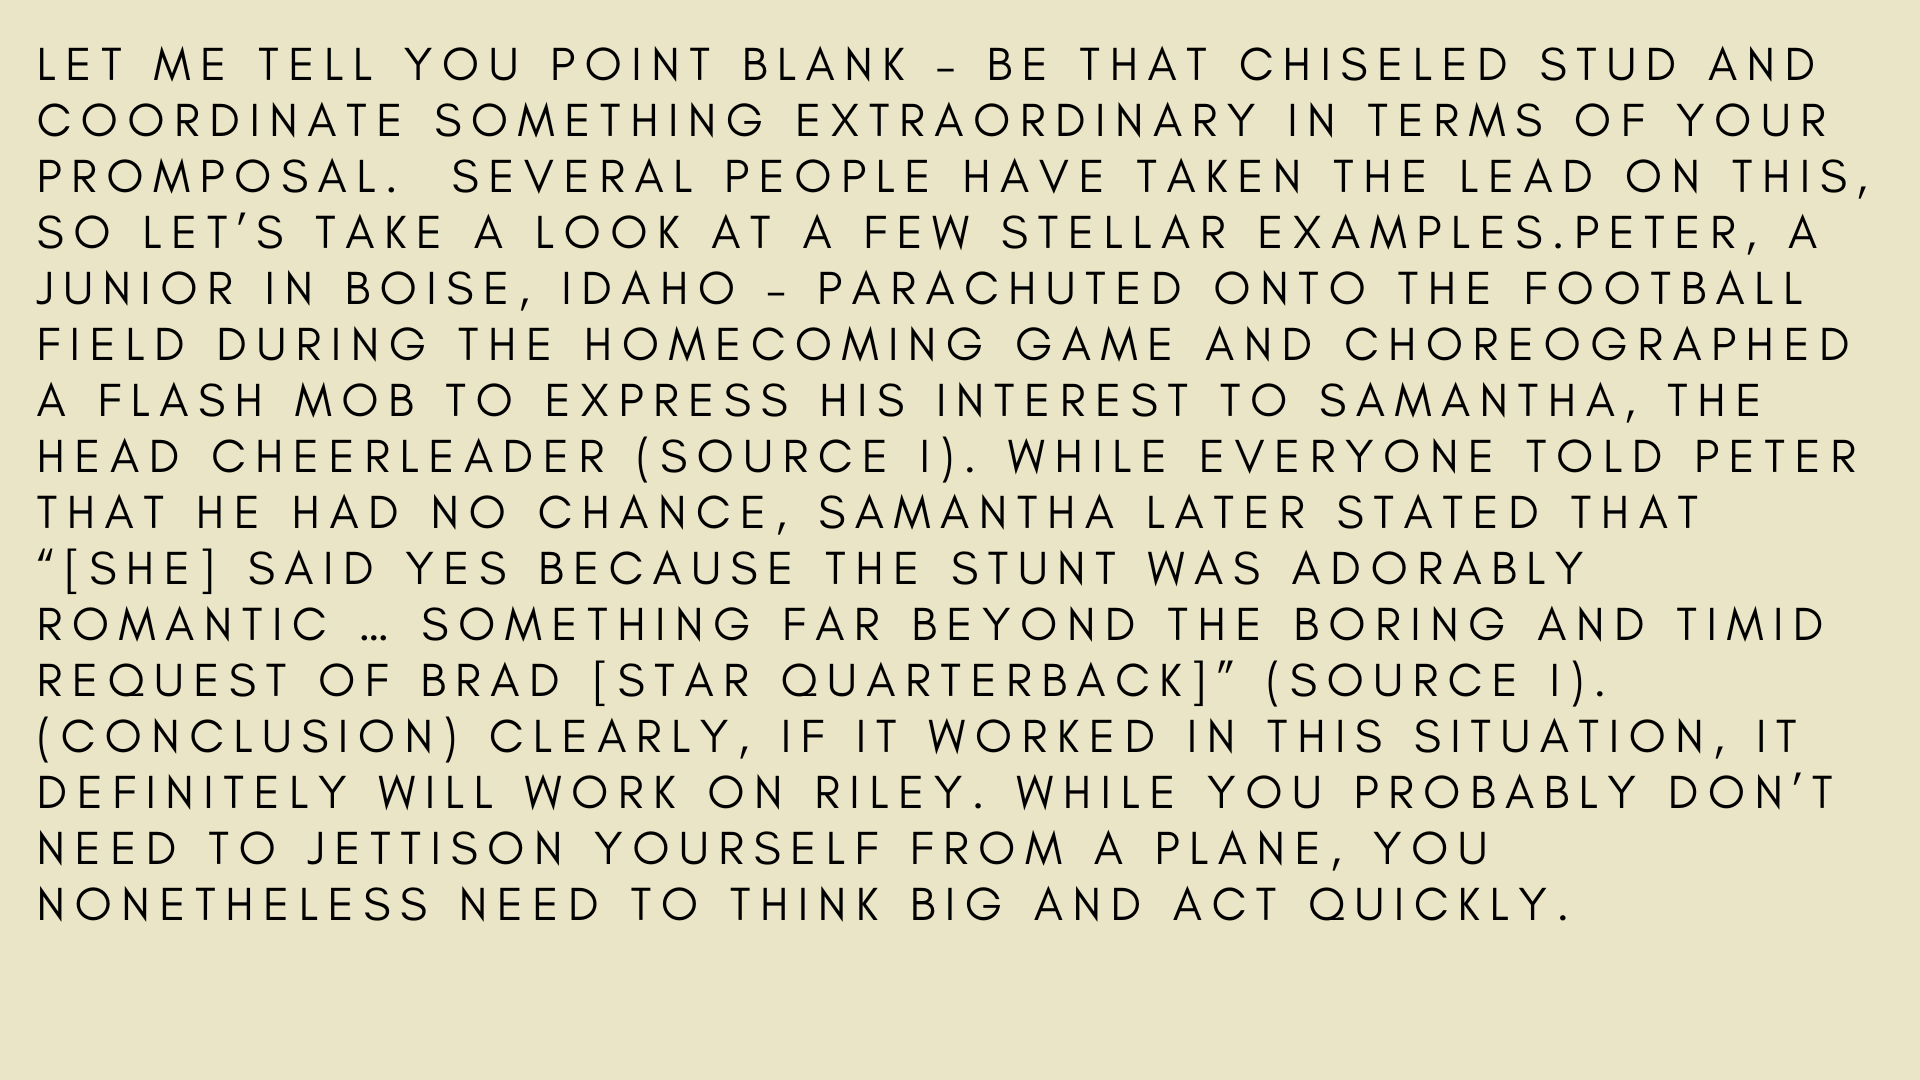 LET ME TELL YOU POINT BLANK – BE THAT CHISELED STUD AND
COORDINATE SOMETHING EXTRAORDINARY IN TERMS OF YOUR
PROMPOSAL.  SEVERAL PEOPLE HAVE TAKEN THE LEAD ON THIS,
SO LET’S TAKE A LOOK AT A FEW STELLAR EXAMPLES.PETER, A
JUNIOR IN BOISE, IDAHO – PARACHUTED ONTO THE FOOTBALL
FIELD DURING THE HOMECOMING GAME AND CHOREOGRAPHED
A FLASH MOB TO EXPRESS HIS INTEREST TO SAMANTHA, THE
HEAD CHEERLEADER (SOURCE I). WHILE EVERYONE TOLD PETER
THAT HE HAD NO CHANCE, SAMANTHA LATER STATED THAT
“[SHE] SAID YES BECAUSE THE STUNT WAS ADORABLY
ROMANTIC … SOMETHING FAR BEYOND THE BORING AND TIMID
REQUEST OF BRAD [STAR QUARTERBACK]” (SOURCE I).
(CONCLUSION) CLEARLY, IF IT WORKED IN THIS SITUATION, IT
DEFINITELY WILL WORK ON RILEY. WHILE YOU PROBABLY DON’T
NEED TO JETTISON YOURSELF FROM A PLANE, YOU
NONETHELESS NEED TO THINK BIG AND ACT QUICKLY.